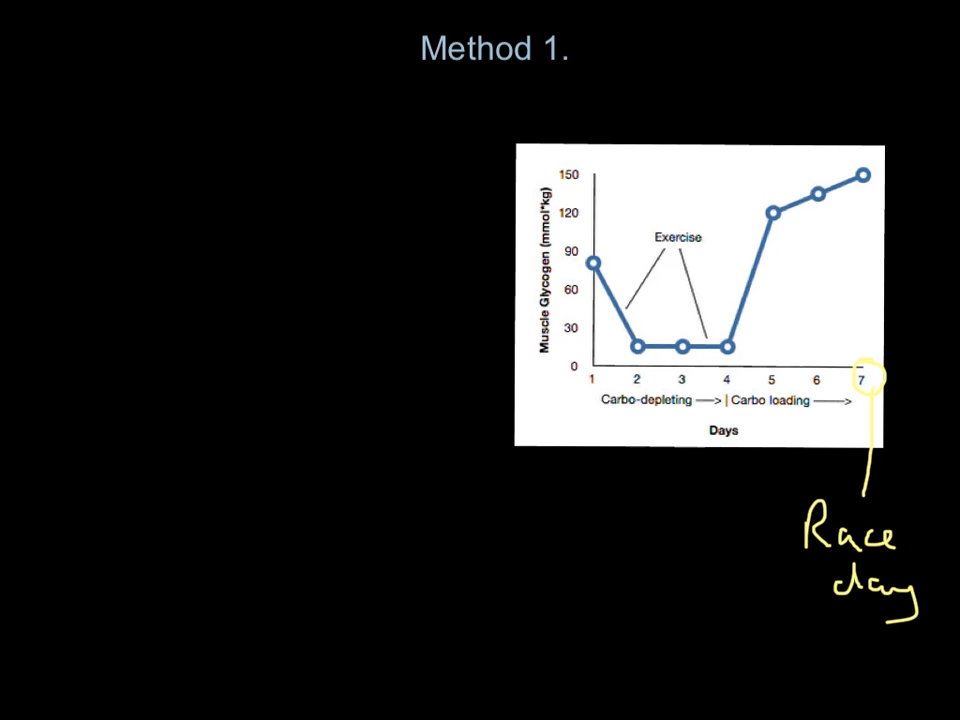 Method 1.
150
120
90
60
30
0
Muscle Glycogen (mmol*kg)
Exercise
1 2 3 4 5 6 7
Carbo-depleting —> | Carbo loading —>
Days
Race
day